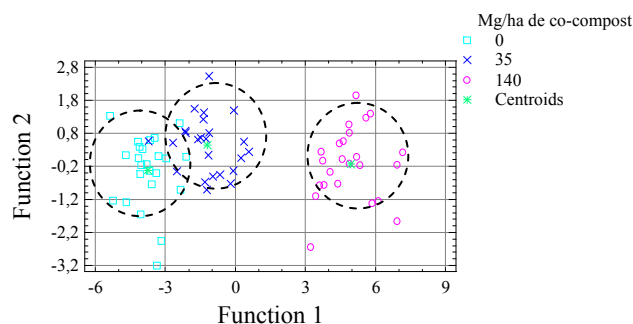 Mg/ha de co-compost
0
35
140
Centroids
2,8
1,8
0,8
-0,2
-1,2
-2,2
-3,2
Function 2
-6 -3 0 3 6 9
Function 1